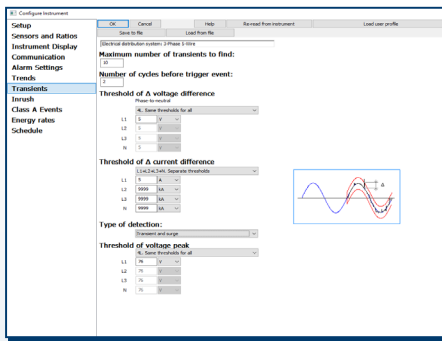 Configure Instrument
OK Cancel Help Re-read from instrument Load user profile
Save to file Load from file
Setup
Sensors and Ratios
Instrument Display
Communication
Alarm Settings
Trends
Transients
Inrush
Class A Events
Energy rates
Schedule
Electrical distribution system: 3-Phase 5-Wire
Maximum number of transients to find:
10
Number of cycles before trigger event:
2
Threshold of Δ voltage difference
Phase-to-neutral
4L. Same thresholds for all
L1 5 V
L2 5 V
L3 5 V
N 5 V
Threshold of Δ current difference
L1+L2+L3+N. Separate thresholds
L1 5 A
L2 9999 kA
L3 9999 kA
N 9999 kA
A
Type of detection:
Transient and surge
Threshold of voltage peak
4L. Same thresholds for all
L1 75 V
L2 75 V
L3 75 V
N 75 V